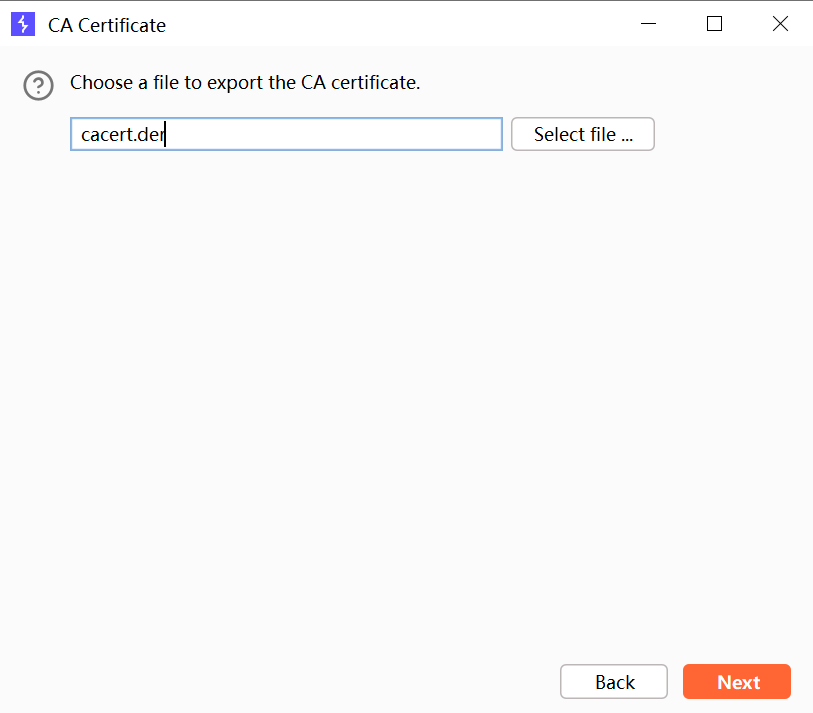 CA Certificate
Choose a file to export the CA certificate.
cacert.der
Select file ...
Back
Next